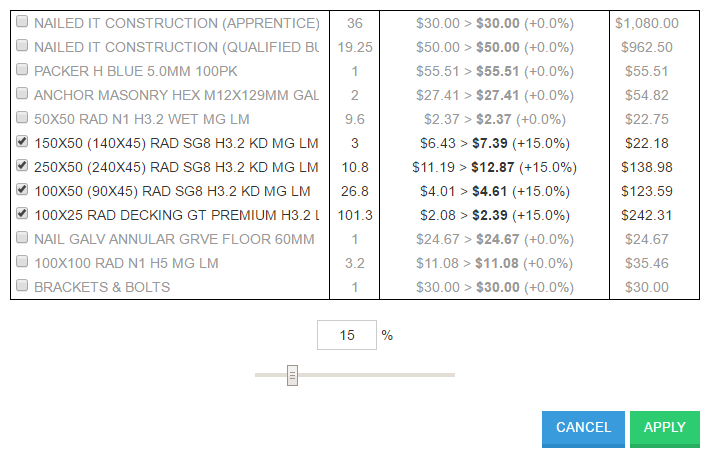 NAILED IT CONSTRUCTION (APPRENTICE) 36 $30.00 > $30.00 (+0.0%) $1,080.00
NAILED IT CONSTRUCTION (QUALIFIED BU 19.25 $50.00 > $50.00 (+0.0%) $962.50
PACKER H BLUE 5.0MM 100PK 1 $55.51 > $55.51 (+0.0%) $55.51
ANCHOR MASONRY HEX M12X129MM GAL 2 $27.41 > $27.41 (+0.0%) $54.82
50X50 RAD N1 H3.2 WET MG LM 9.6 $2.37 > $2.37 (+0.0%) $22.75
150X50 (140X45) RAD SG8 H3.2 KD MG LM 3 $6.43 > $7.39 (+15.0%) $22.18
250X50 (240X45) RAD SG8 H3.2 KD MG LM 10.8 $11.19 > $12.87 (+15.0%) $138.98
100X50 (90X45) RAD SG8 H3.2 KD MG LM 26.8 $4.01 > $4.61 (+15.0%) $123.59
100X25 RAD DECKING GT PREMIUM H3.2 L 101.3 $2.08 > $2.39 (+15.0%) $242.31
NAIL GALV ANNULAR GRVE FLOOR 60MM 1 $24.67 > $24.67 (+0.0%) $24.67
100X100 RAD N1 H5 MG LM 3.2 $11.08 > $11.08 (+0.0%) $35.46
BRACKETS & BOLTS 1 $30.00 > $30.00 (+0.0%) $30.00
15 %
CANCEL APPLY